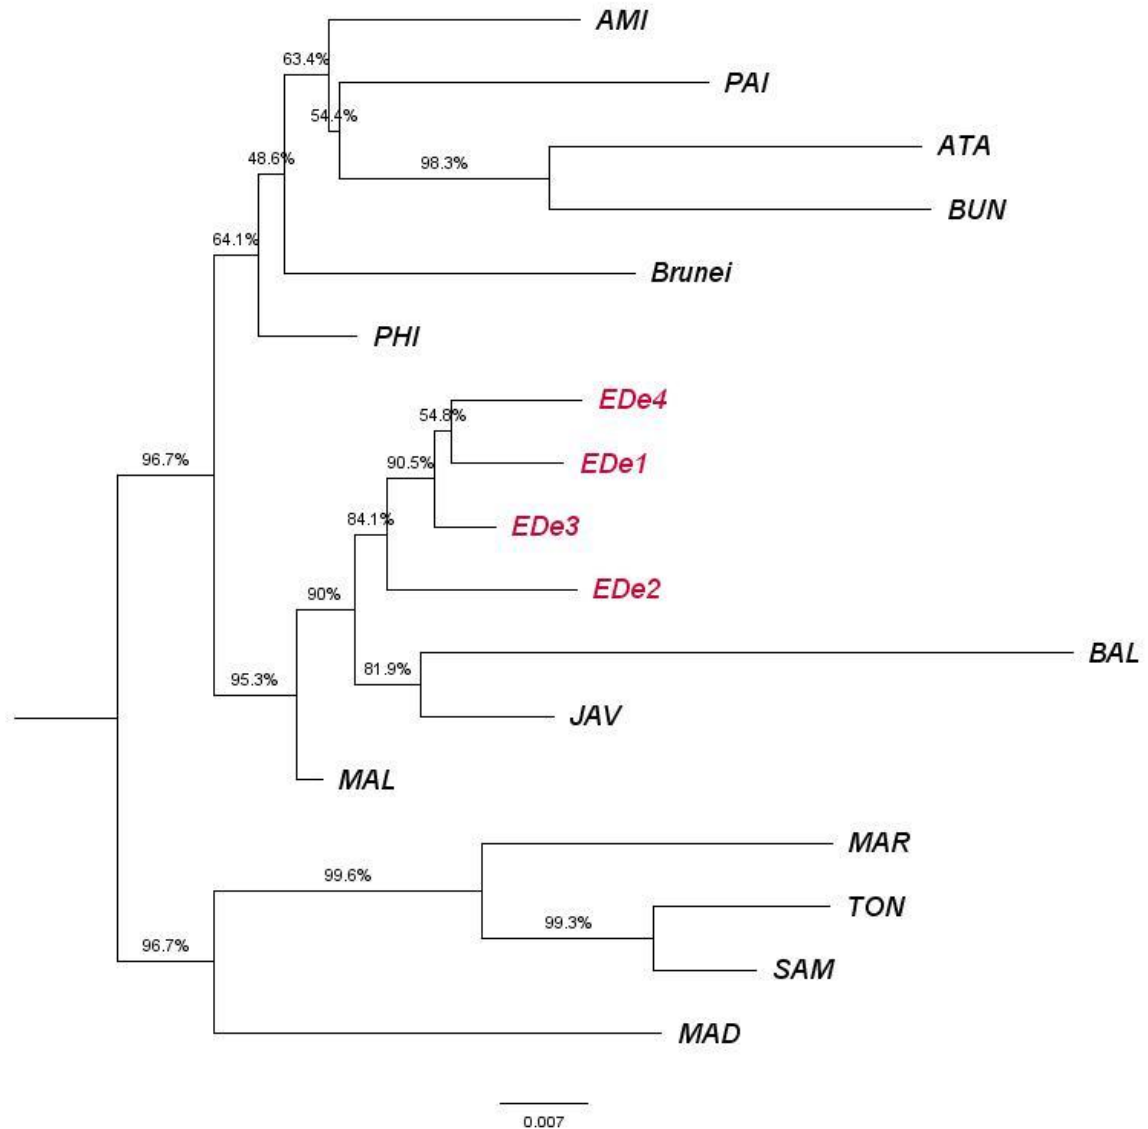 AMI
63.4%
PAI
54.4%
ATA
48.6%
98.3%
BUN
64.1%
Brunei
PHI
EDe4
54.8%
96.7%
90.5%
EDe1
84.1%
EDe3
90%
EDe2
BAL
81.9%
95.3%
JAV
MAL
MAR
99.6%
TON
99.3%
96.7%
SAM
MAD
0.007